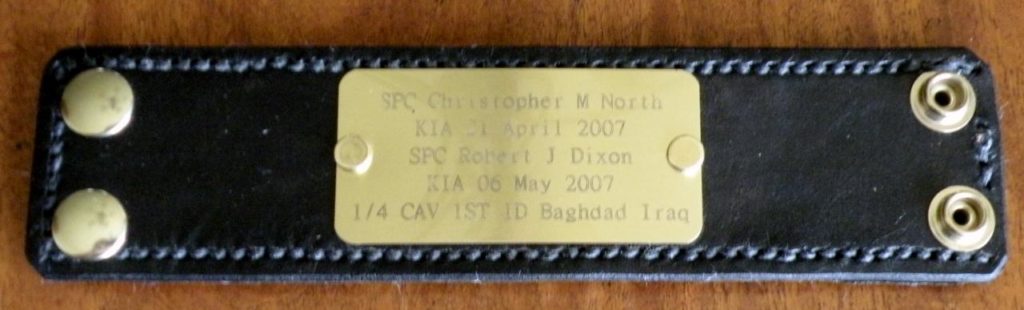 SPC Christopher M North
KIA 21 April 2007
SPC Robert J Dixon
KIA 06 May 2007
1/4 CAV 1ST ID Baghdad Iraq